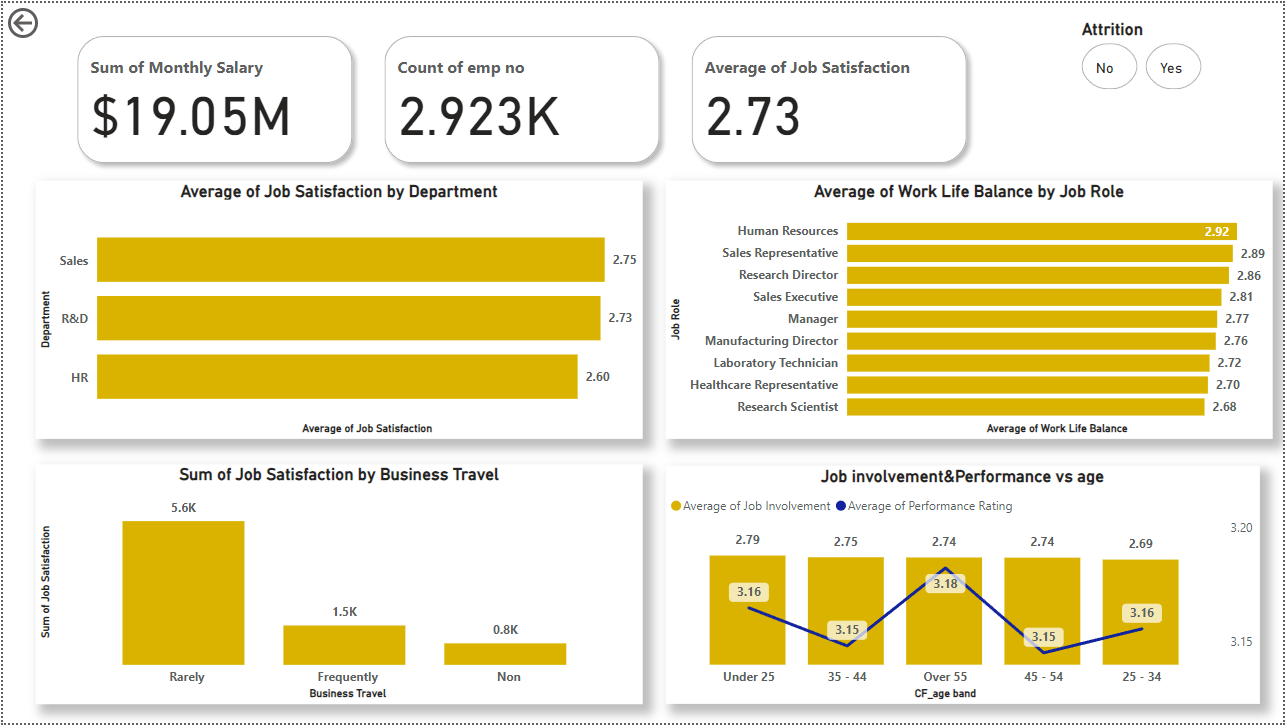 Attrition
No
Yes
Sum of Monthly Salary
$19.05M
Count of emp no
2.923K
Average of Job Satisfaction
2.73
Average of Job Satisfaction by Department
Department
Sales
2.75
R&D
2.73
HR
2.60
Average of Job Satisfaction
Average of Work Life Balance by Job Role
Job Role
Human Resources
2.92
Sales Representative
2.89
Research Director
2.86
Sales Executive
2.81
Manager
2.77
Manufacturing Director
2.76
Laboratory Technician
2.72
Healthcare Representative
2.70
Research Scientist
2.68
Average of Work Life Balance
Sum of Job Satisfaction by Business Travel
Sum of Job Satisfaction
5.6K
1.5K
0.8K
Rarely
Frequently
Non
Business Travel
Job involvement&Performance vs age
Average of Job Involvement
Average of Performance Rating
3.20
2.79
2.75
2.74
2.74
2.69
3.16
3.15
3.18
3.15
3.16
3.15
Under 25
35 - 44
Over 55
45 - 54
25 - 34
CF_age band